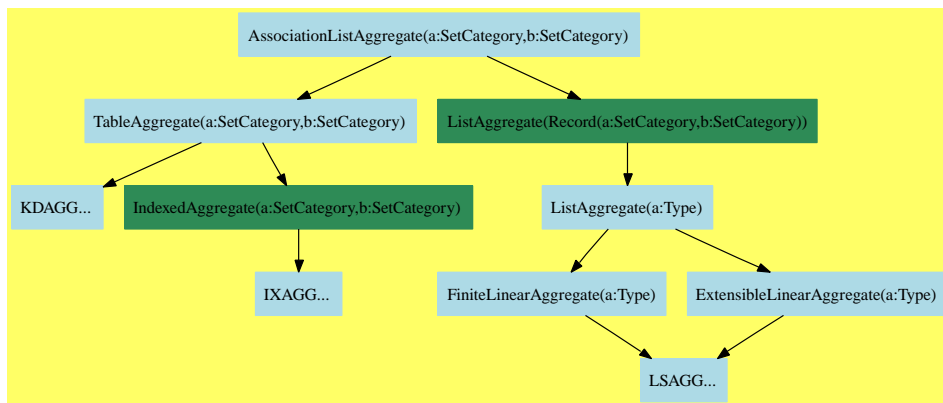 AssociationListAggregate(a:SetCategory,b:SetCategory)
TableAggregate(a:SetCategory,b:SetCategory)
ListAggregate(Record(a:SetCategory,b:SetCategory))
KDAGG...
IndexedAggregate(a:SetCategory,b:SetCategory)
ListAggregate(a:Type)
IXAGG...
FiniteLinearAggregate(a:Type)
ExtensibleLinearAggregate(a:Type)
LSAGG...